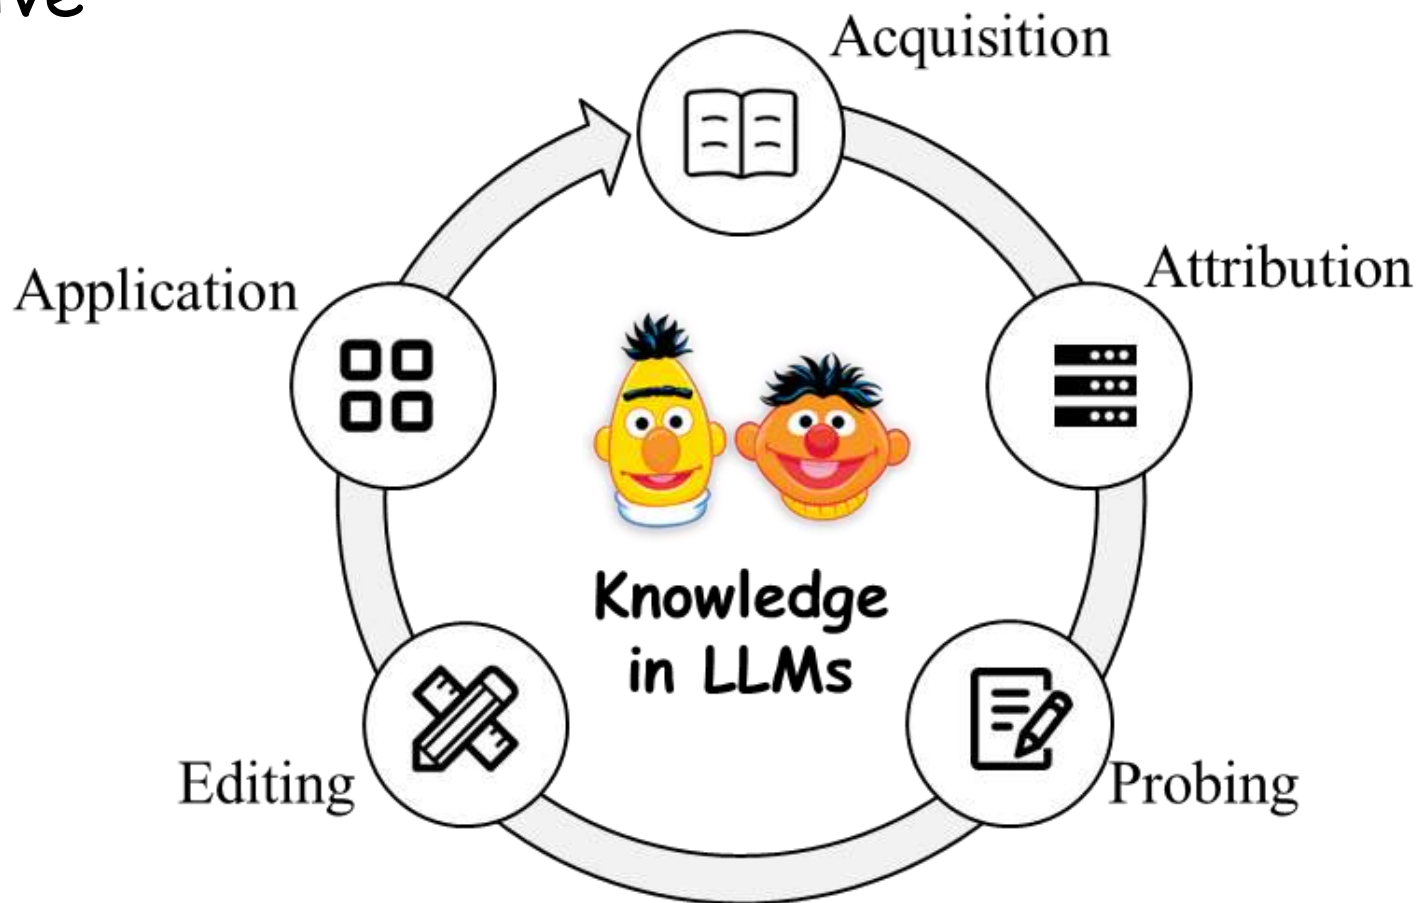 Acquisition
Attribution
Application
Knowledge
in LLMs
Editing
Probing